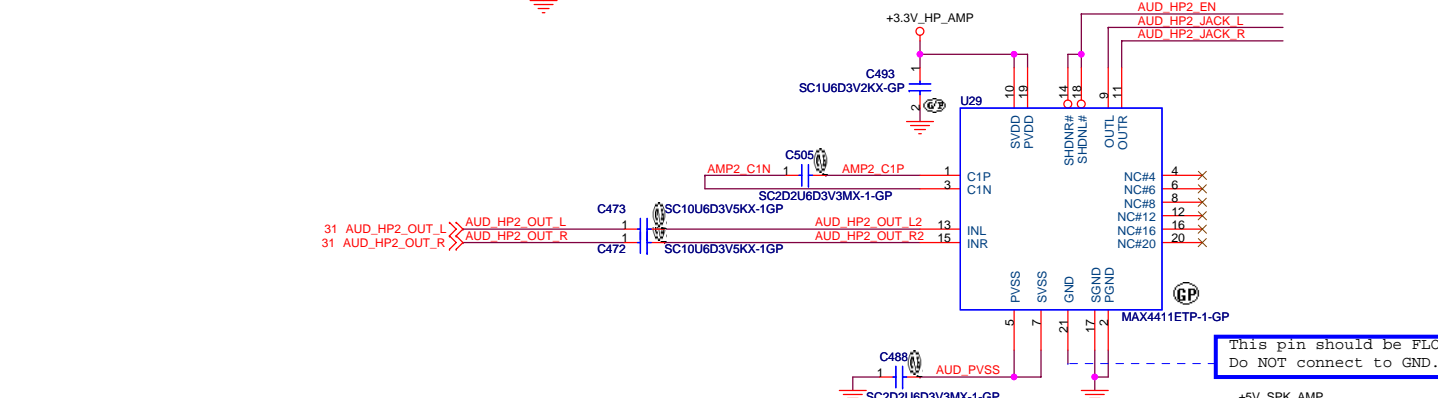 AUD_HP2_EN
AUD_HP2_JACK_L
AUD_HP2_JACK_R
+3.3V_HP_AMP
1
C493
SC1U6D3V2KX-GP
2
G/P
U29
10
19
14
18
9
11
SVDD
PVDD
SHDNR#
SHDNL#
OUTL
OUTR
C505
AMP2_C1N
1
AMP2_C1P
1
C1P
3
C1N
SC2D2U6D3V3MX-1-GP
NC#4
4
NC#6
6
NC#8
8
NC#12
12
NC#16
16
NC#20
20
C473
SC10U6D3V5KX-1GP
31 AUD_HP2_OUT_L
AUD_HP2_OUT_L
1
AUD_HP2_OUT_L2
13
INL
31 AUD_HP2_OUT_R
AUD_HP2_OUT_R
1
AUD_HP2_OUT_R2
15
INR
C472
SC10U6D3V5KX-1GP
PVSS
SVSS
GND
SGND
PGND
GP
MAX4411ETP-1-GP
5
7
21
17
2
This pin should be FLO
Do NOT connect to GND.
C488
1
AUD_PVSS
SC2D2U6D3V3MX-1-GP
+5V_SPK_AMP